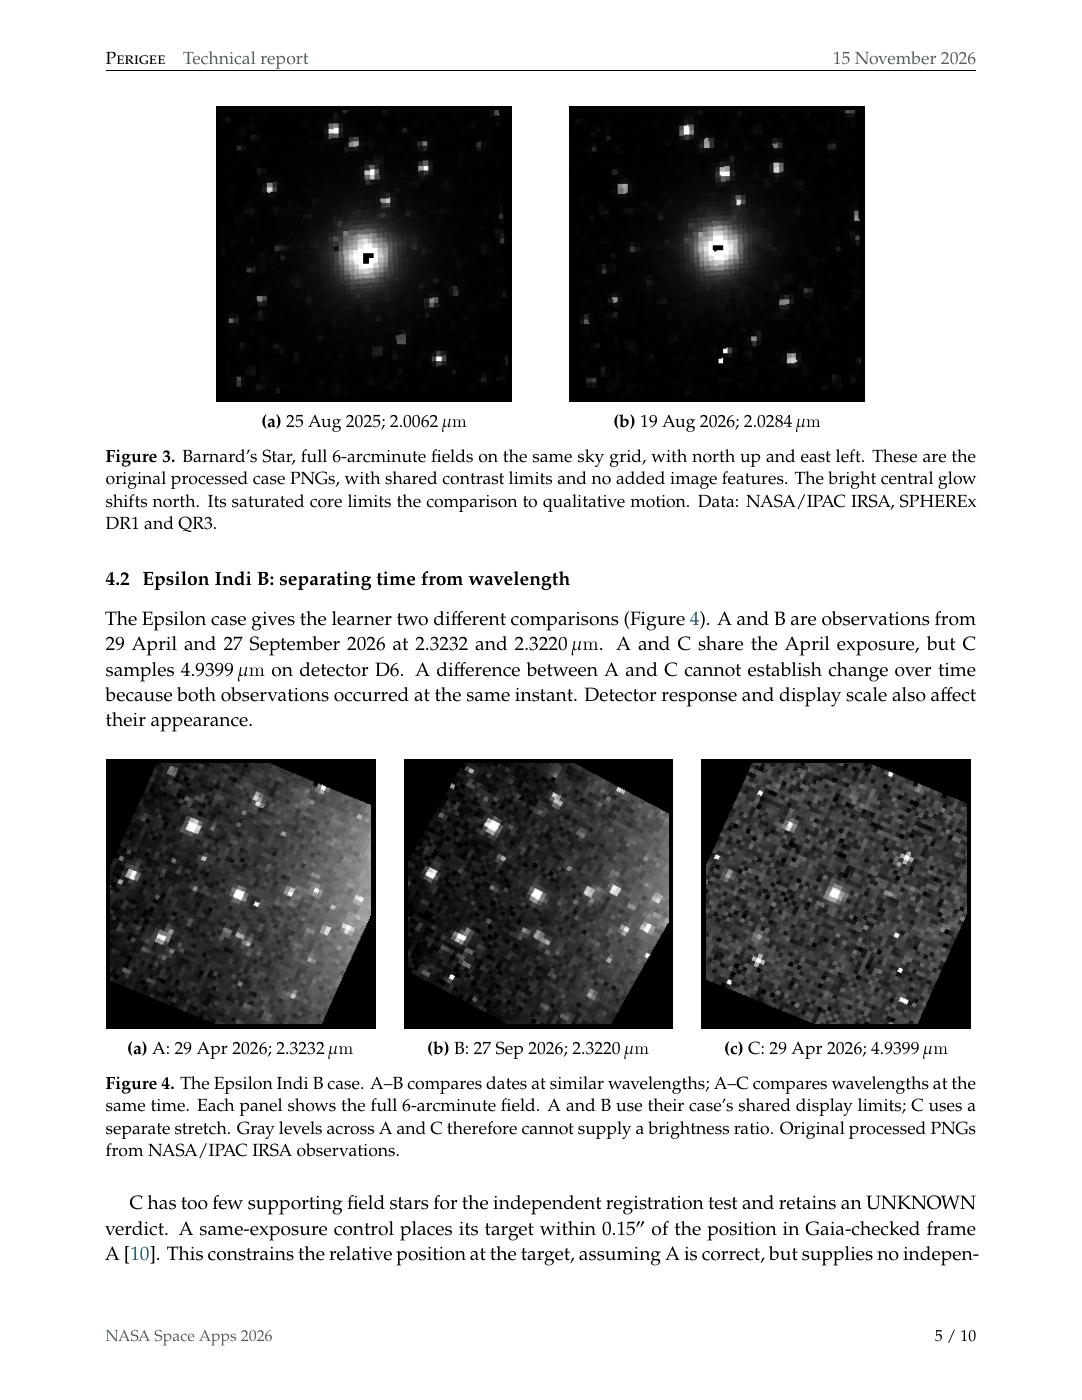 PERIGEE Technical report 15 November 2026
(a) 25 Aug 2025; 2.0062 μm (b) 19 Aug 2026; 2.0284 μm
Figure 3. Barnard's Star, full 6-arcminute fields on the same sky grid, with north up and east left. These are the
original processed case PNGs, with shared contrast limits and no added image features. The bright central glow
shifts north. Its saturated core limits the comparison to qualitative motion. Data: NASA/IPAC IRSA, SPHEREx
DR1 and QR3.
4.2 Epsilon Indi B: separating time from wavelength
The Epsilon case gives the learner two different comparisons (Figure 4). A and B are observations from
29 April and 27 September 2026 at 2.3232 and 2.3220 μm. A and C share the April exposure, but C
samples 4.9399 μm on detector D6. A difference between A and C cannot establish change over time
because both observations occurred at the same instant. Detector response and display scale also affect
their appearance.
(a) A: 29 Apr 2026; 2.3232 μm (b) B: 27 Sep 2026; 2.3220 μm (c) C: 29 Apr 2026; 4.9399 μm
Figure 4. The Epsilon Indi B case. A–B compares dates at similar wavelengths; A–C compares wavelengths at the
same time. Each panel shows the full 6-arcminute field. A and B use their case's shared display limits; C uses a
separate stretch. Gray levels across A and C therefore cannot supply a brightness ratio. Original processed PNGs
from NASA/IPAC IRSA observations.
C has too few supporting field stars for the independent registration test and retains an UNKNOWN
verdict. A same-exposure control places its target within 0.15″ of the position in Gaia-checked frame
A [10]. This constrains the relative position at the target, assuming A is correct, but supplies no indepen-
NASA Space Apps 2026 5 / 10